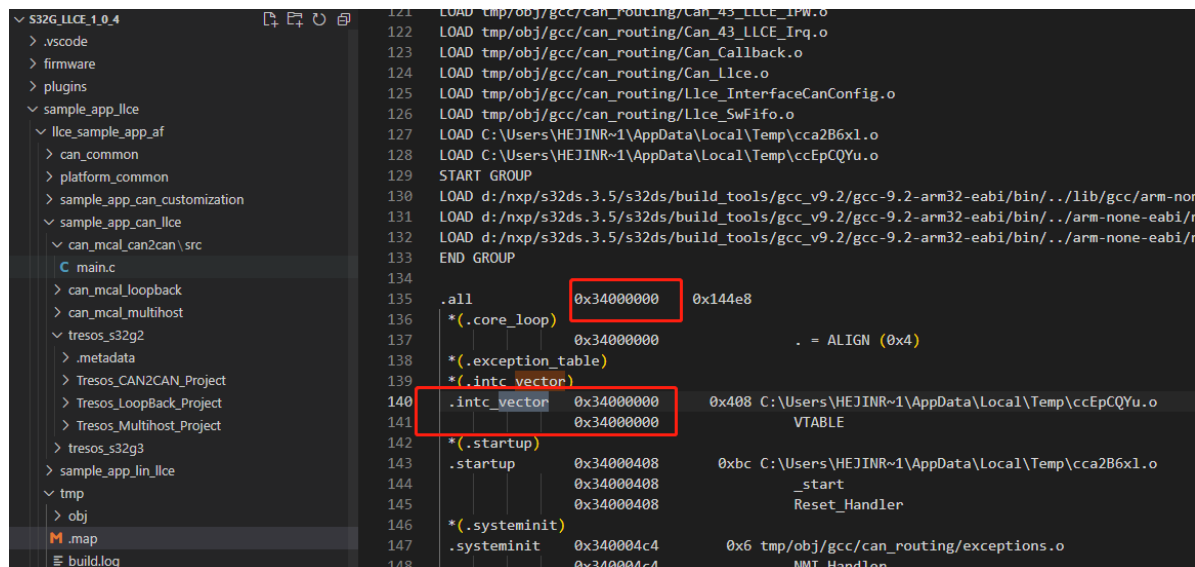 S32G_LLCE_1_0_4
.vscode
firmware
plugins
sample_app_llce
llce_sample_app_af
can_common
platform_common
sample_app_can_customization
sample_app_can_llce
can_mcal_can2can\src
C main.c
can_mcal_loopback
can_mcal_multihost
tresos_s32g2
.metadata
Tresos_CAN2CAN_Project
Tresos_LoopBack_Project
Tresos_Multihost_Project
tresos_s32g3
sample_app_lin_llce
tmp
obj
M .map
build.log
121 LOAD tmp/obj/gcc/can_routing/Can_43_LLCE_IPW.o
122 LOAD tmp/obj/gcc/can_routing/Can_43_LLCE_Irq.o
123 LOAD tmp/obj/gcc/can_routing/Can_Callback.o
124 LOAD tmp/obj/gcc/can_routing/Can_Llce.o
125 LOAD tmp/obj/gcc/can_routing/Llce_InterfaceCanConfig.o
126 LOAD tmp/obj/gcc/can_routing/Llce_SwFifo.o
127 LOAD C:\Users\HEJINR~1\AppData\Local\Temp\cca2B6xl.o
128 LOAD C:\Users\HEJINR~1\AppData\Local\Temp\ccEpCQYu.o
129 START GROUP
130 LOAD d:/nxp/s32ds.3.5/s32ds/build_tools/gcc_v9.2/gcc-9.2-arm32-eabi/bin/../lib/gcc/arm-no
131 LOAD d:/nxp/s32ds.3.5/s32ds/build_tools/gcc_v9.2/gcc-9.2-arm32-eabi/bin/../arm-none-eabi/
132 LOAD d:/nxp/s32ds.3.5/s32ds/build_tools/gcc_v9.2/gcc-9.2-arm32-eabi/bin/../arm-none-eabi/
133 END GROUP
134
135 .all 0x34000000 0x144e8
136 *(.core_loop)
137 0x34000000 . = ALIGN (0x4)
138 *(.exception_table)
139 *(.intc_vector)
140 .intc_vector 0x34000000 0x408 C:\Users\HEJINR~1\AppData\Local\Temp\ccEpCQYu.o
141 0x34000000 VTABLE
142 *(.startup)
143 .startup 0x34000408 0xbc C:\Users\HEJINR~1\AppData\Local\Temp\cca2B6xl.o
144 0x34000408 _start
145 0x34000408 Reset_Handler
146 *(.systeminit)
147 .systeminit 0x340004c4 0x6 tmp/obj/gcc/can_routing/exceptions.o
148 0x340004c4 NMI_Handler